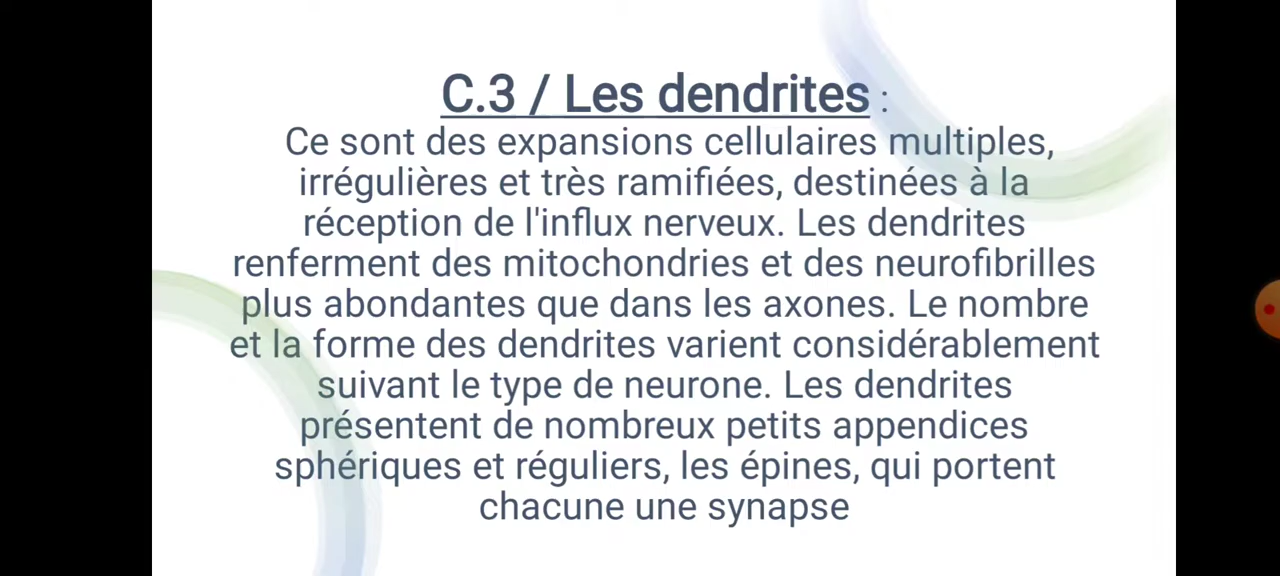 C.3 / Les dendrites :
Ce sont des expansions cellulaires multiples,
irrégulières et très ramifiées, destinées à la
réception de l'influx nerveux. Les dendrites
renferment des mitochondries et des neurofibrilles
plus abondantes que dans les axones. Le nombre
et la forme des dendrites varient considérablement
suivant le type de neurone. Les dendrites
présentent de nombreux petits appendices
sphériques et réguliers, les épines, qui portent
chacune une synapse